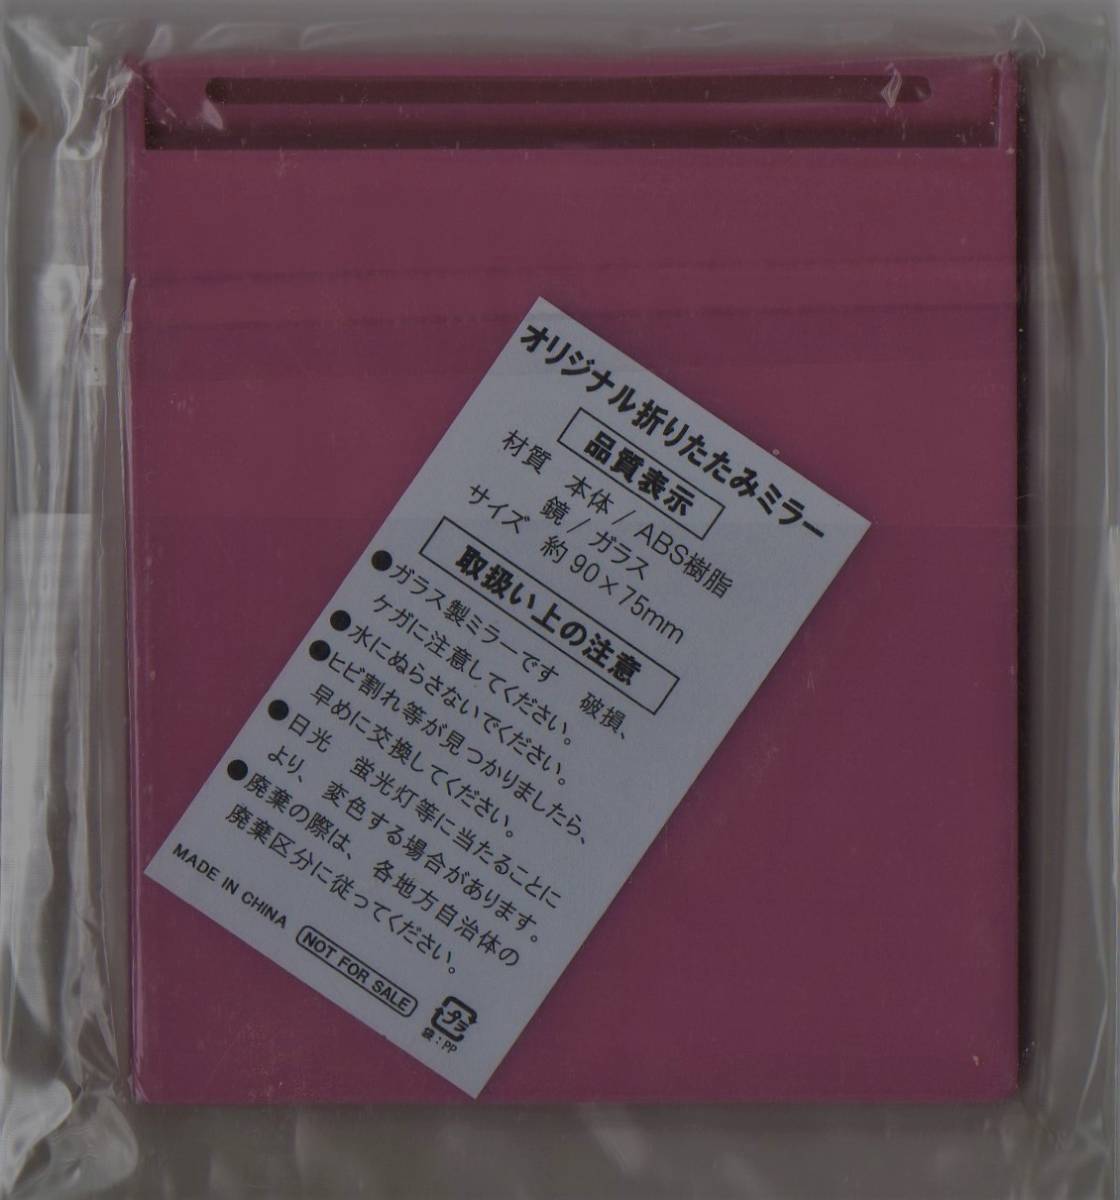 オリジナル折りたたみミラー
品質表示
材質 本体/ABS樹脂
鏡/ガラス
サイズ 約90×75mm
取扱い上の注意
●ガラス製ミラーです 破損、
ケガに注意してください。
●水にぬらさないでください。
●ヒビ割れ等が見つかりましたら、
早めに交換してください。
●日光 蛍光灯等に当たることに
より、変色する場合があります。
●廃棄の際は、各地方自治体の
廃棄区分に従ってください。
MADE IN CHINA NOT FOR SALE
プラ
袋:PP